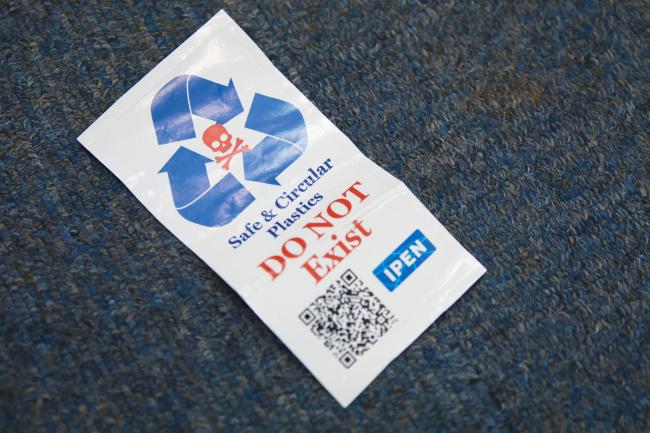 Safe & Circular
Plastics
DO NOT
Exist
IPEN